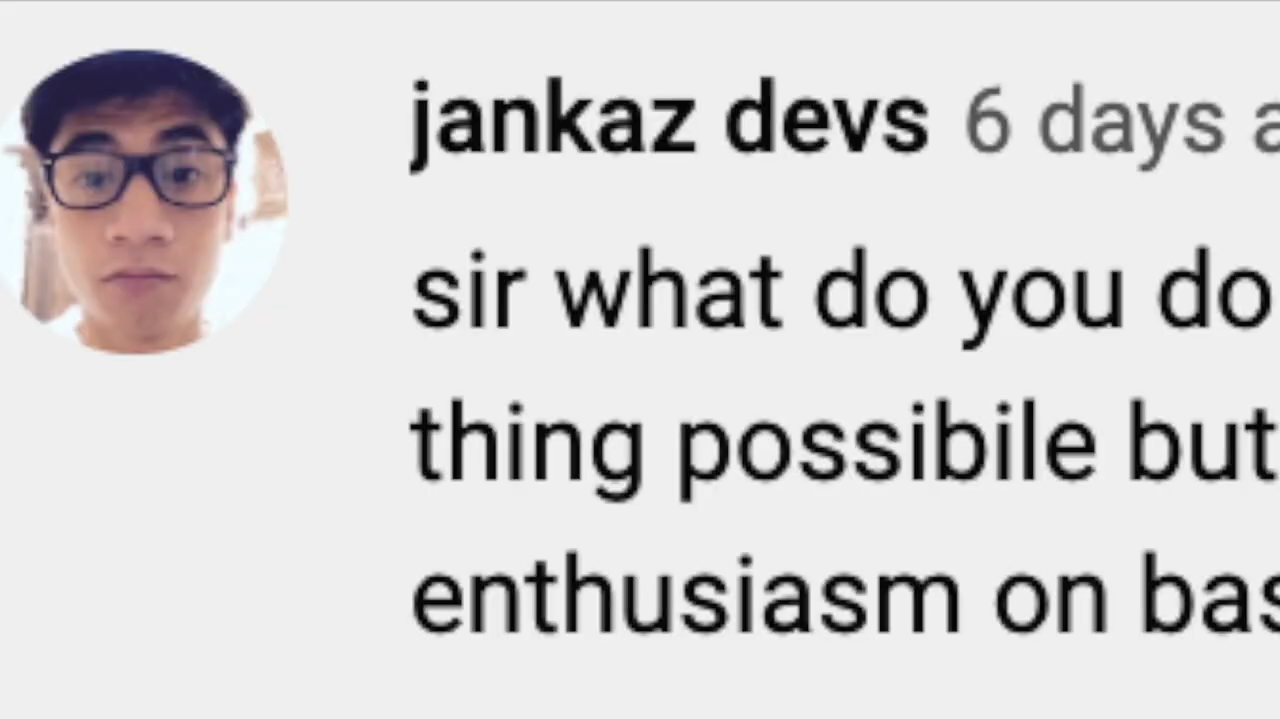 jankaz devs 6 days a
sir what do you do
thing possibile but
enthusiasm on bas